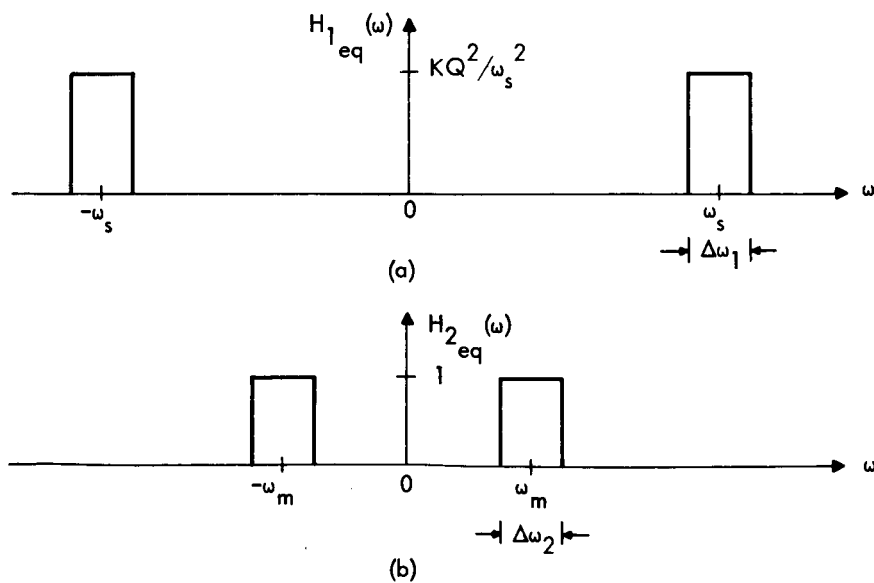 H₁eq(ω)
KQ²/ωₛ²
-ωₛ 0 ωₛ ω
Δω₁
(a)
H₂eq(ω)
1
-ωₘ 0 ωₘ ω
Δω₂
(b)